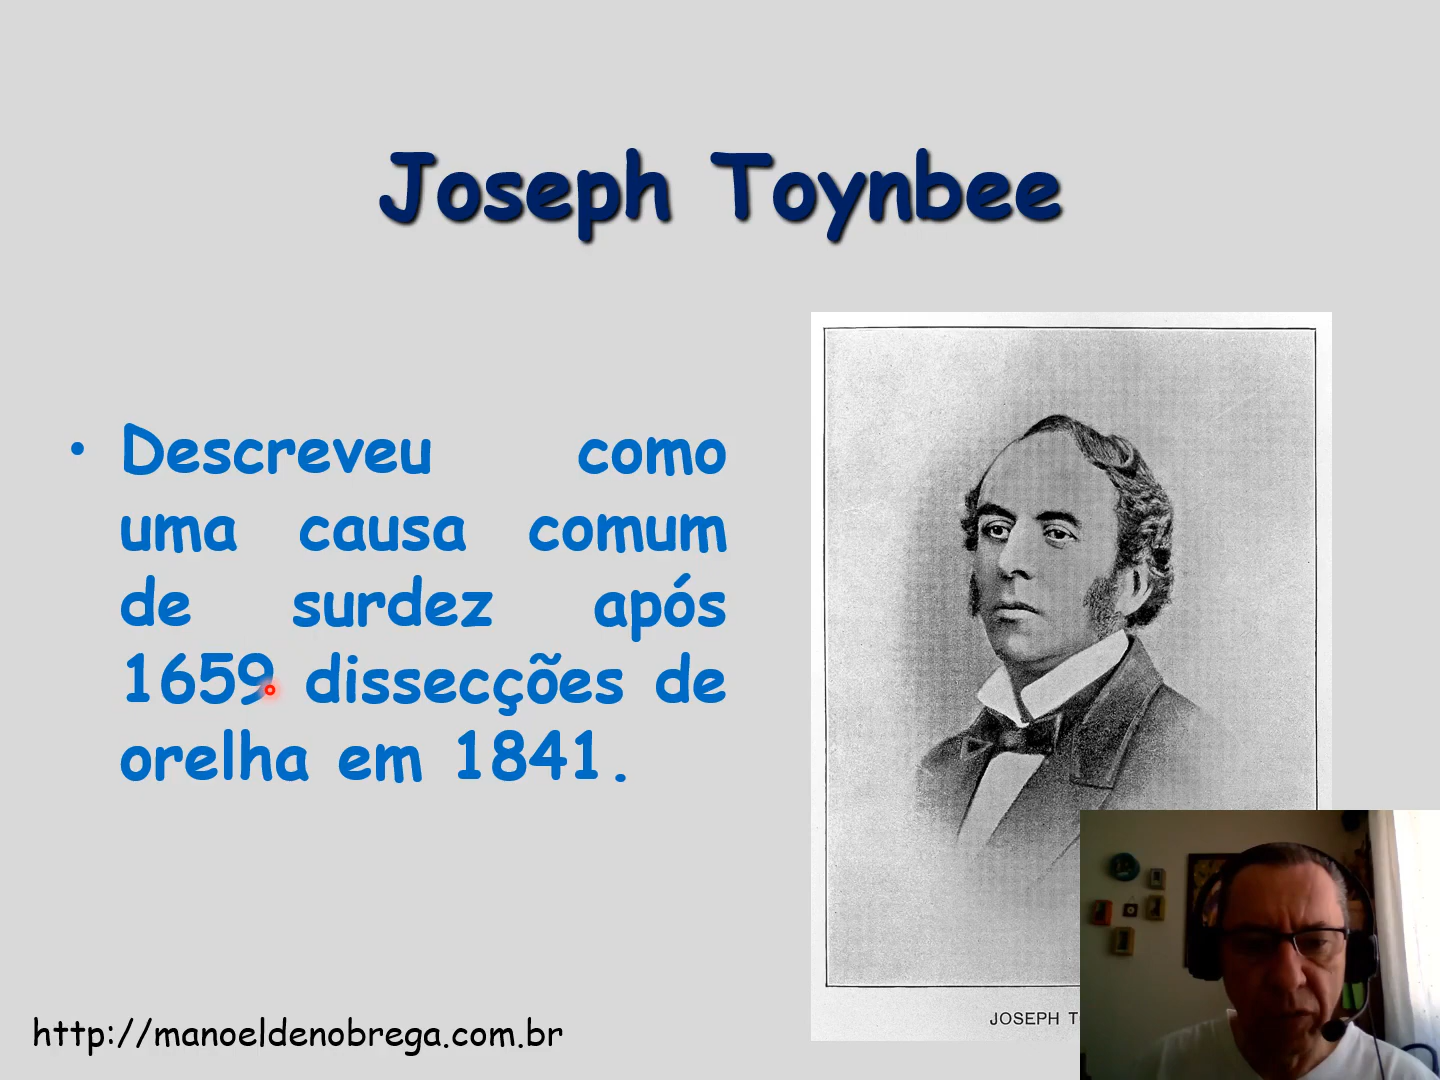 Joseph Toynbee
• Descreveu como
uma causa comum
de surdez após
1659 dissecções de
orelha em 1841.
JOSEPH T
http://manoeldenobrega.com.br